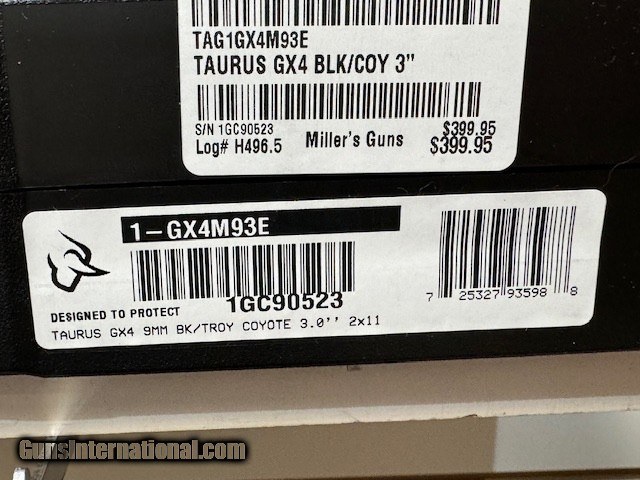 TAG1GX4M93E
TAURUS GX4 BLK/COY 3"
S/N 1GC90523
$399.95
Log# H496.5
Miller's Guns
$399.95
1-GX4M93E
1GC90523
7 25327 93598 8
DESIGNED TO PROTECT
TAURUS GX4 9MM BK/TROY COYOTE 3.0'' 2x11
GunsInternational.com